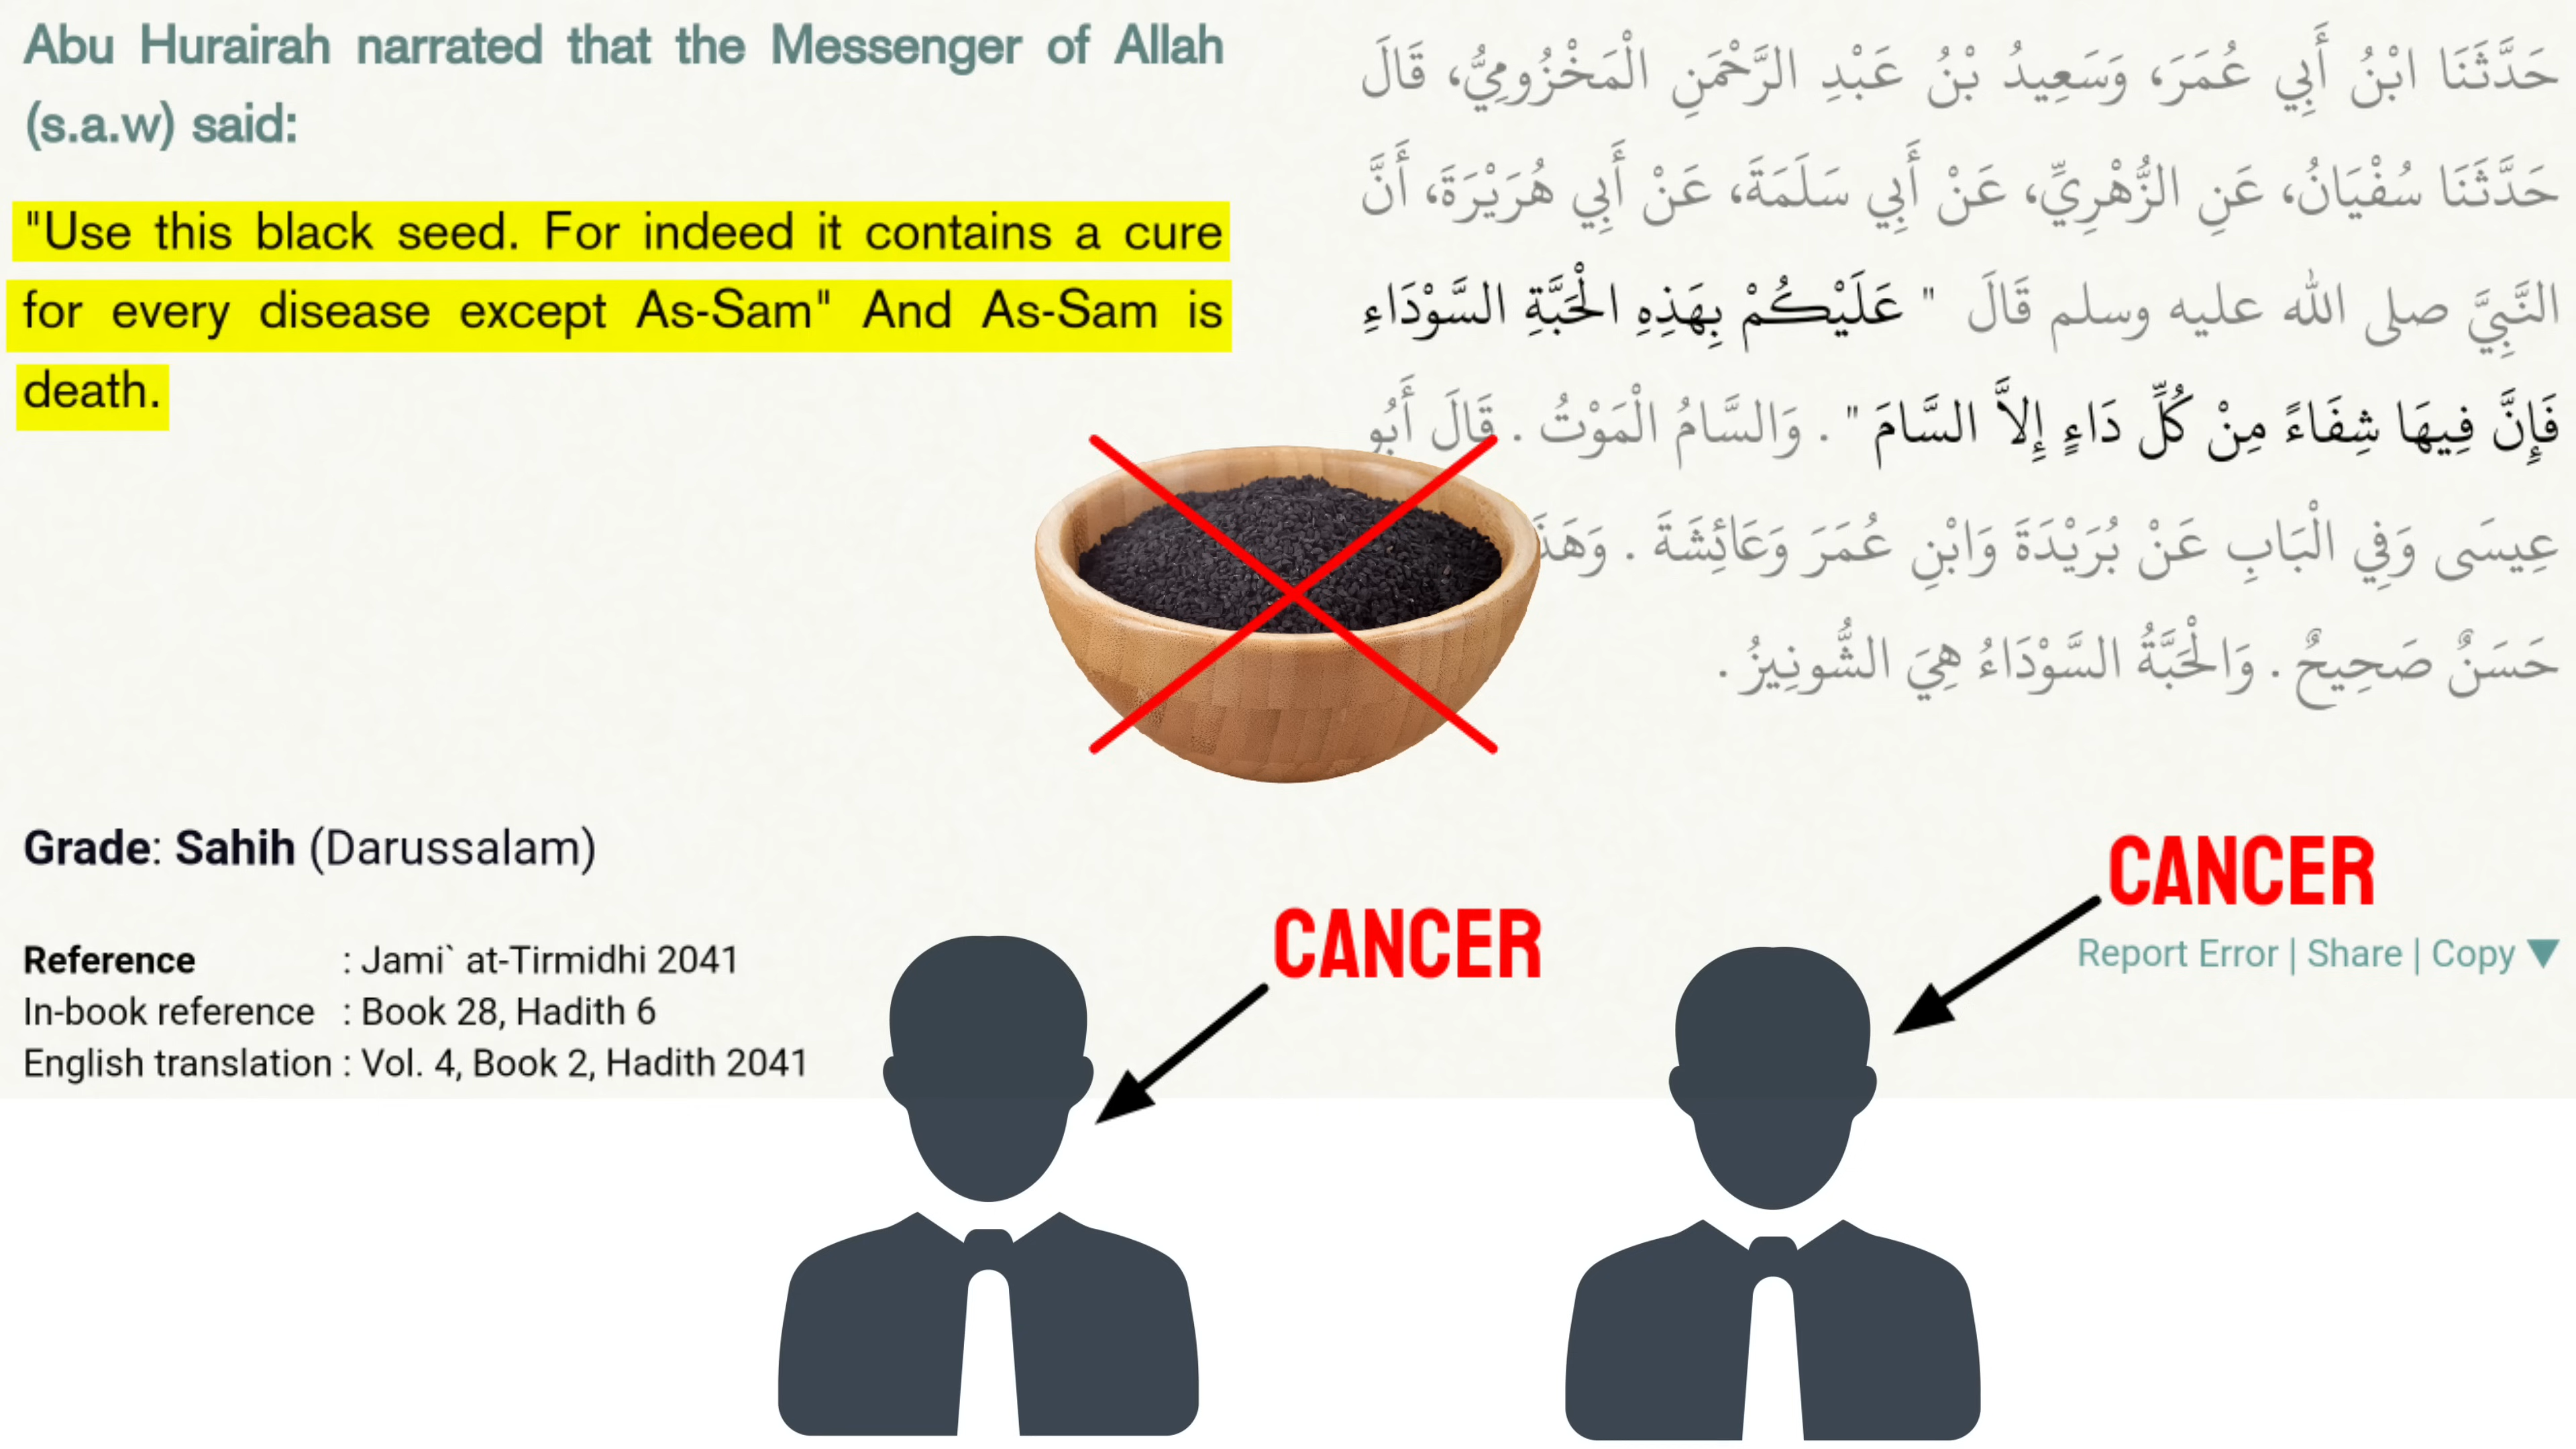 Abu Hurairah narrated that the Messenger of Allah
(s.a.w) said:
"Use this black seed. For indeed it contains a cure
for every disease except As-Sam" And As-Sam is
death.
حَدَّثَنَا ابْنُ أَبِي عُمَرَ، وَسَعِيدُ بْنُ عَبْدِ الرَّحْمَنِ الْمَخْزُومِيُّ، قَالَ
حَدَّثَنَا سُفْيَانُ، عَنِ الزُّهْرِيِّ، عَنْ أَبِي سَلَمَةَ، عَنْ أَبِي هُرَيْرَةَ، أَنَّ
النَّبِيَّ صلى الله عليه وسلم قَالَ " عَلَيْكُمْ بِهَذِهِ الْحَبَّةِ السَّوْدَاءِ
فَإِنَّ فِيهَا شِفَاءً مِنْ كُلِّ دَاءٍ إِلاَّ السَّامَ " . وَالسَّامُ الْمَوْتُ . قَالَ أَبُو
عِيسَى وَفِي الْبَابِ عَنْ بُرَيْدَةَ وَابْنِ عُمَرَ وَعَائِشَةَ .
حَسَنٌ صَحِيحٌ . وَالْحَبَّةُ السَّوْدَاءُ هِيَ الشُّونِيزُ .
Grade: Sahih (Darussalam)
Reference : Jami` at-Tirmidhi 2041
In-book reference : Book 28, Hadith 6
English translation : Vol. 4, Book 2, Hadith 2041
CANCER
CANCER
Report Error | Share | Copy ▼